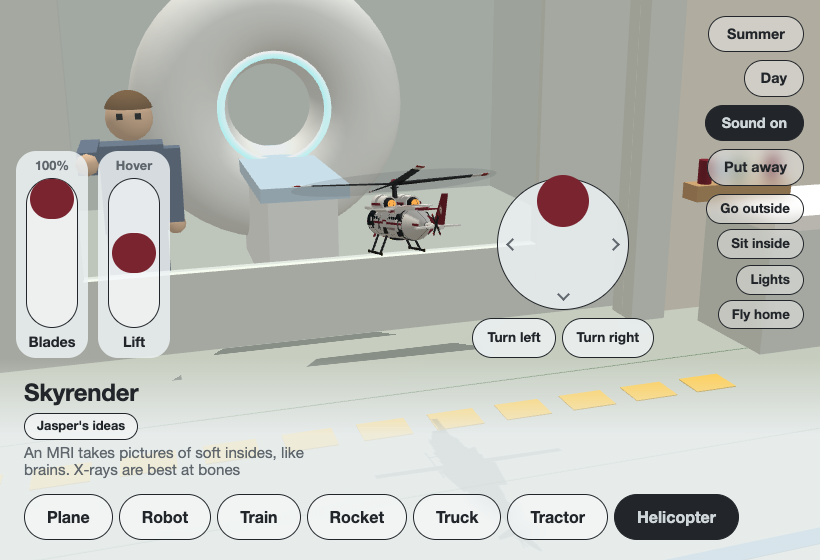 Summer
Day
Sound on
Put away
Go outside
Sit inside
Lights
Fly home
100%
Hover
Blades
Lift
Turn left
Turn right
Skyrender
Jasper's ideas
An MRI takes pictures of soft insides, like
brains. X-rays are best at bones
Plane
Robot
Train
Rocket
Truck
Tractor
Helicopter